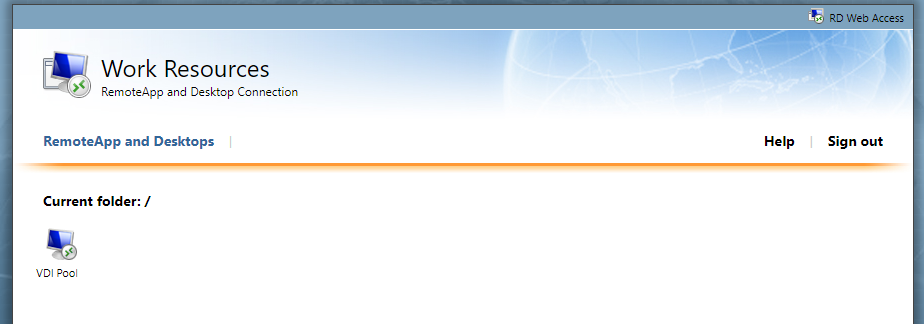 RD Web Access
Work Resources
RemoteApp and Desktop Connection
RemoteApp and Desktops | Help | Sign out
Current folder: /
VDI Pool